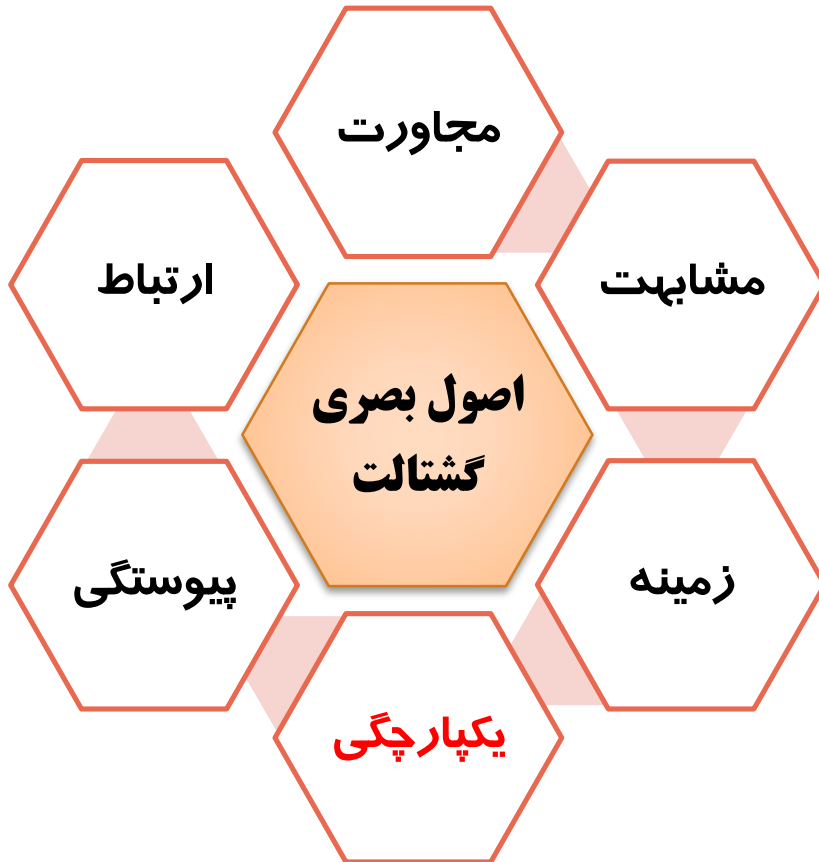 مجاورت
مشابهت
زمینه
یکپارچگی
پیوستگی
ارتباط
اصول بصری
گشتالت